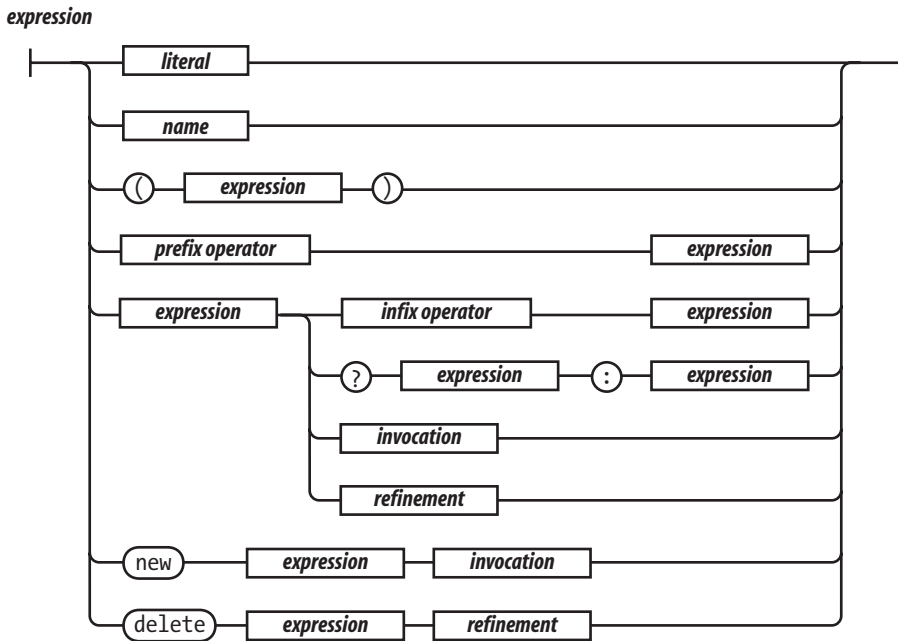 expression
literal
name
( expression )
prefix operator expression
expression infix operator expression
? expression : expression
invocation
refinement
new expression invocation
delete expression refinement